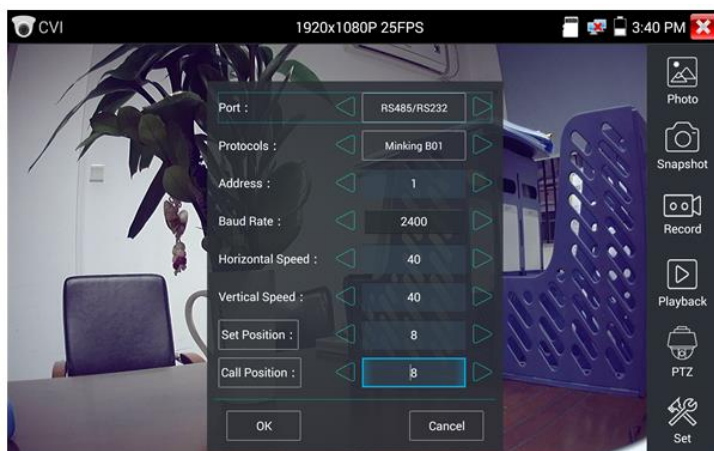 CVI 1920x1080P 25FPS 3:40 PM
Port : RS485/RS232
Protocols : Minking B01
Address : 1
Baud Rate : 2400
Horizontal Speed : 40
Vertical Speed : 40
Set Position : 8
Call Position : 8
OK Cancel
Photo
Snapshot
Record
Playback
PTZ
Set